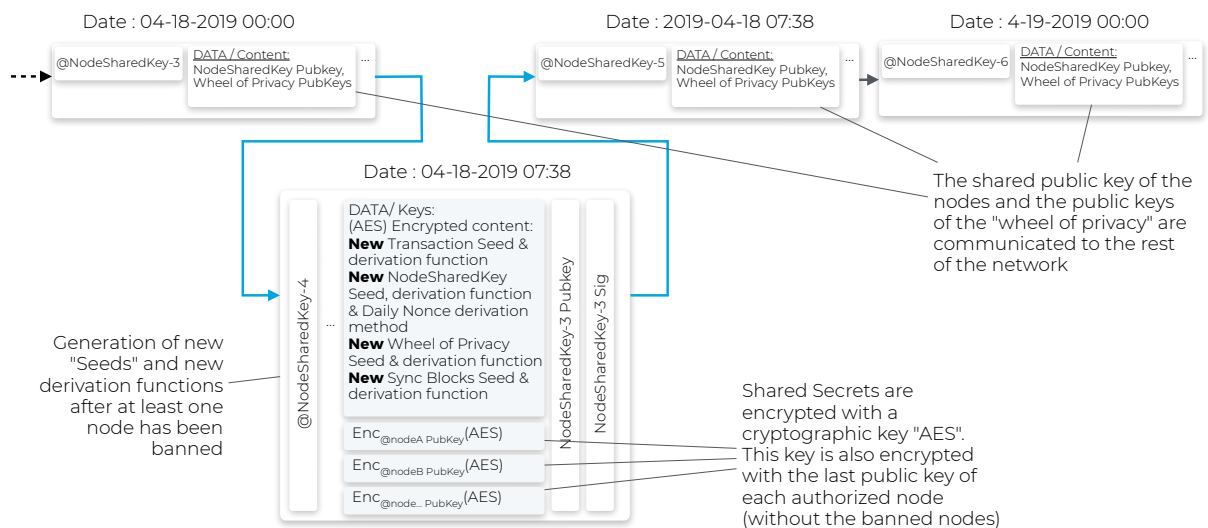 Date : 04-18-2019 00:00
@NodeSharedKey-3
DATA / Content:
NodeSharedKey Pubkey,
Wheel of Privacy PubKeys
...
Date : 2019-04-18 07:38
@NodeSharedKey-5
DATA / Content:
NodeSharedKey Pubkey,
Wheel of Privacy PubKeys
...
Date : 4-19-2019 00:00
@NodeSharedKey-6
DATA / Content:
NodeSharedKey Pubkey,
Wheel of Privacy PubKeys
...
Date : 04-18-2019 07:38
@NodeSharedKey-4
...
DATA/ Keys:
(AES) Encrypted content:
New Transaction Seed &
derivation function
New NodeSharedKey
Seed, derivation function
& Daily Nonce derivation
method
New Wheel of Privacy
Seed & derivation function
New Sync Blocks Seed &
derivation function
Enc@nodeA PubKey(AES)
Enc@nodeB PubKey(AES)
Enc@node... PubKey(AES)
NodeSharedKey-3 Pubkey
NodeSharedKey-3 Sig
The shared public key of the
nodes and the public keys
of the "wheel of privacy" are
communicated to the rest
of the network
Generation of new
"Seeds" and new
derivation functions
after at least one
node has been
banned
Shared Secrets are
encrypted with a
cryptographic key "AES".
This key is also encrypted
with the last public key of
each authorized node
(without the banned nodes)